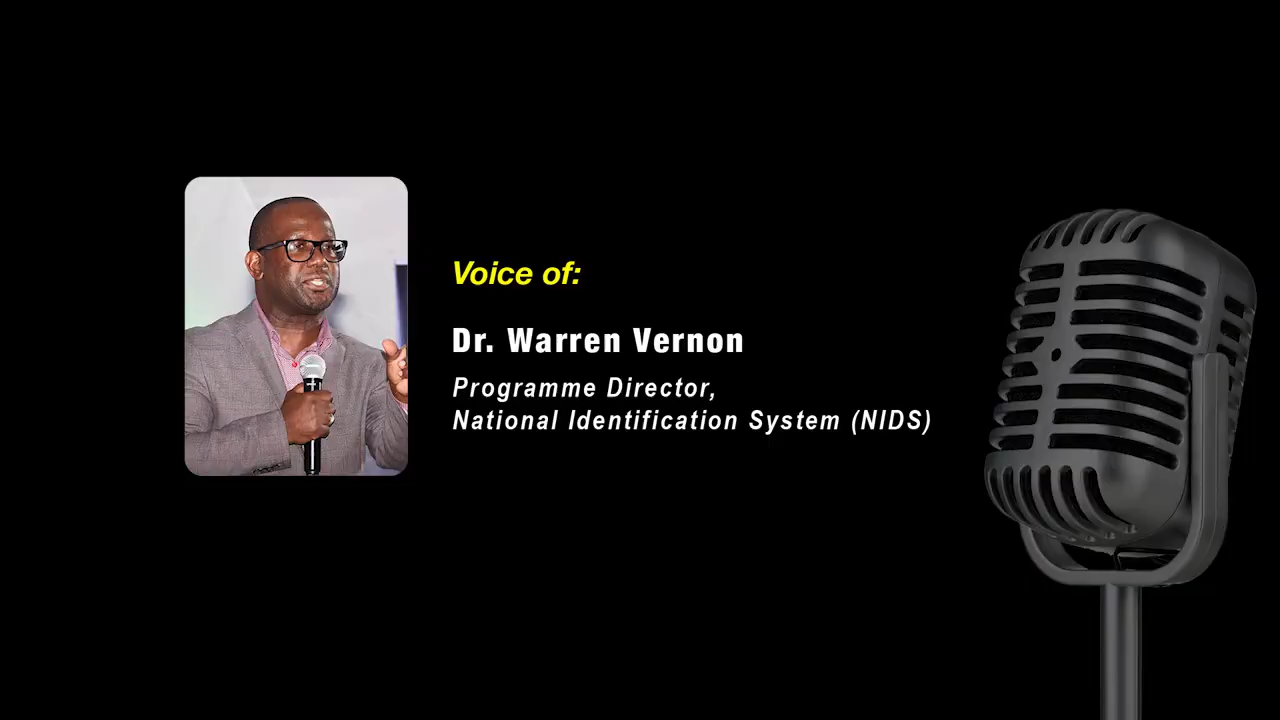 Voice of:
Dr. Warren Vernon
Programme Director,
National Identification System (NIDS)